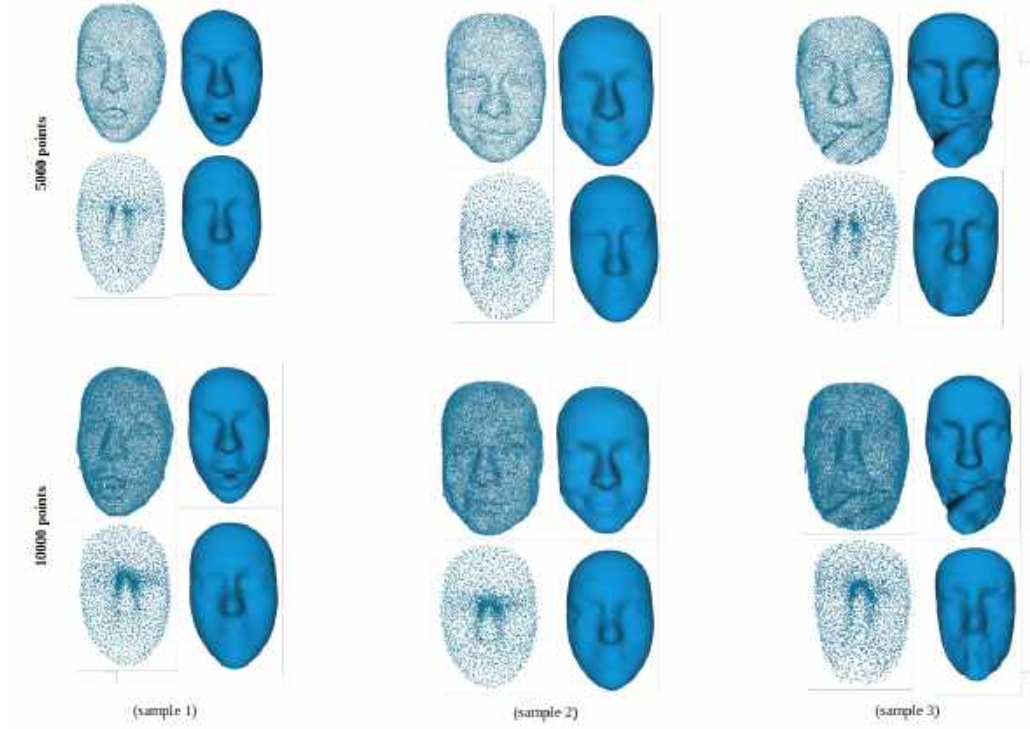 5000 points
10000 points
(sample 1)
(sample 2)
(sample 3)